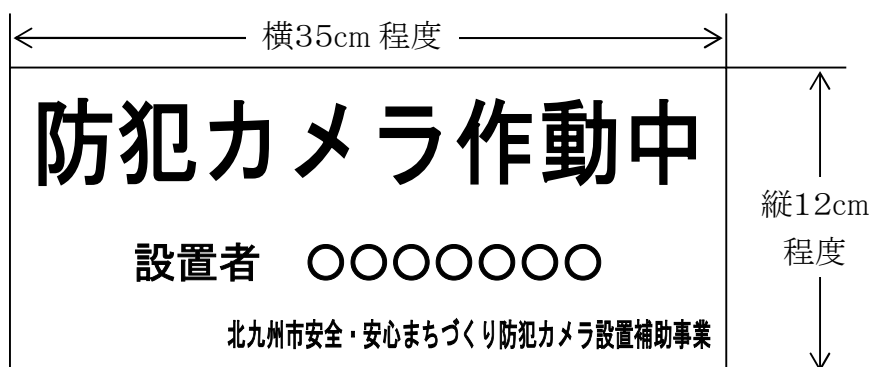 横35cm 程度
防犯カメラ作動中
縦12cm
程度
設置者　○○○○○○○
北九州市安全・安心まちづくり防犯カメラ設置補助事業